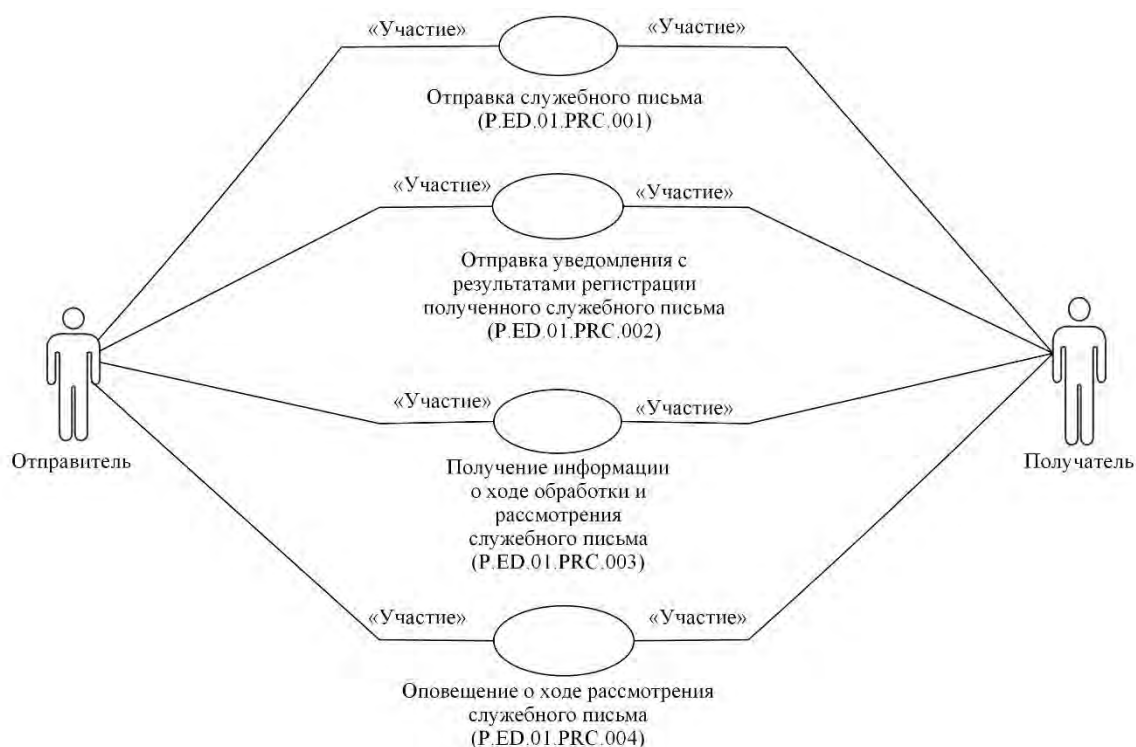 «Участие» «Участие»
Отправка служебного письма
(P.ED.01.PRC.001)
«Участие» «Участие»
Отправка уведомления с
результатами регистрации
полученного служебного письма
(P.ED.01.PRC.002)
«Участие» «Участие»
Отправитель
Получатель
Получение информации
о ходе обработки и
рассмотрения
служебного письма
(P.ED.01.PRC.003)
«Участие» «Участие»
Оповещение о ходе рассмотрения
служебного письма
(P.ED.01.PRC.004)